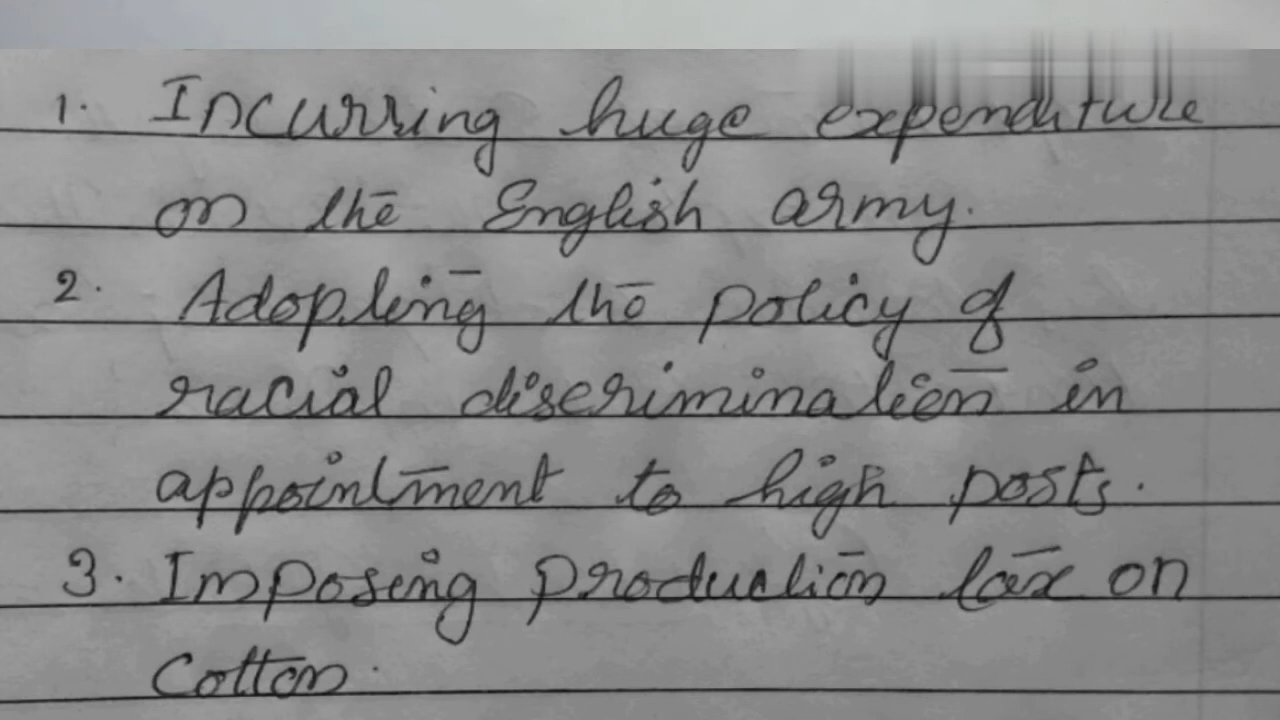 1. Incurring huge expenditure
on the English army.
2. Adopting the policy of
racial discrimination in
appointment to high posts.
3. Imposing production tax on
Cotton.